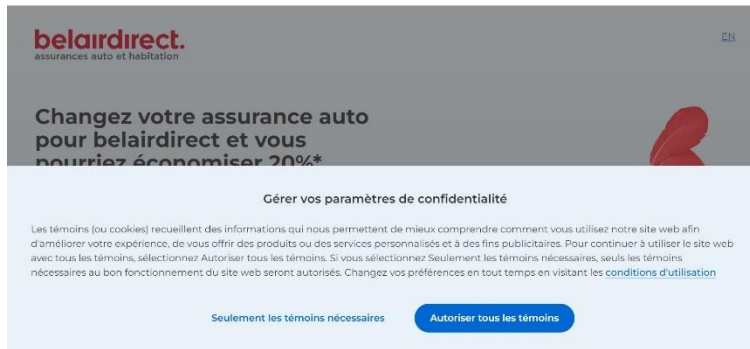 belairdirect.
assurances auto et habitation
EN
Changez votre assurance auto
pour belairdirect et vous
pourriez économiser 20%*
Gérer vos paramètres de confidentialité
Les témoins (ou cookies) recueillent des informations qui nous permettent de mieux comprendre comment vous utilisez notre site web afin
d'améliorer votre expérience, de vous offrir des produits ou des services personnalisés et à des fins publicitaires. Pour continuer à utiliser le site web
avec tous les témoins, sélectionnez Autoriser tous les témoins. Si vous sélectionnez Seulement les témoins nécessaires, seuls les témoins
nécessaires au bon fonctionnement du site web seront autorisés. Changez vos préférences en tout temps en visitant les conditions d'utilisation
Seulement les témoins nécessaires
Autoriser tous les témoins